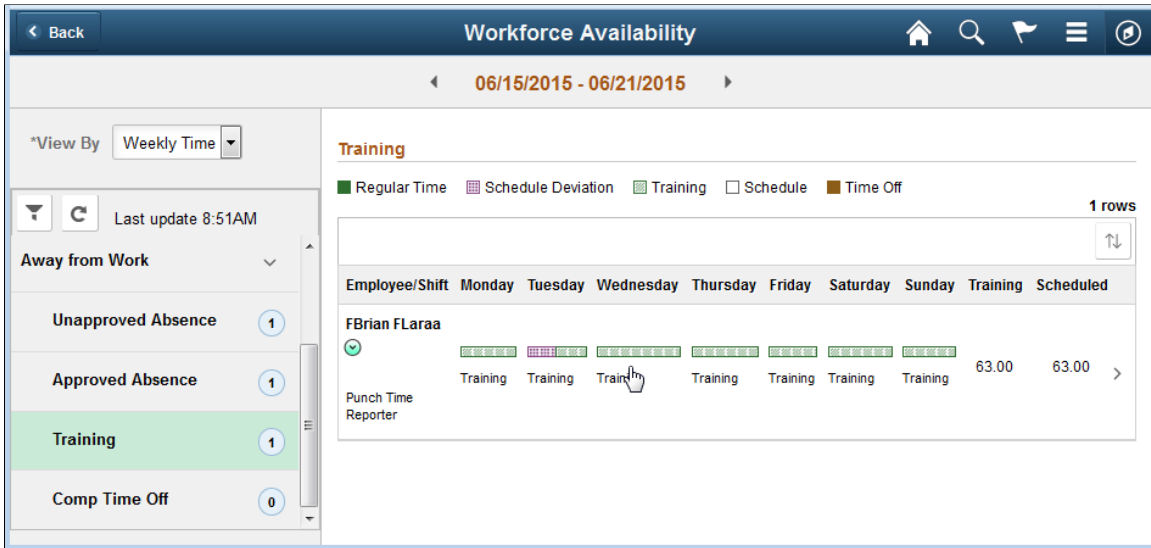 Back
Workforce Availability
06/15/2015 - 06/21/2015
*View By Weekly Time
Last update 8:51AM
Away from Work
Unapproved Absence 1
Approved Absence 1
Training 1
Comp Time Off 0
Training
Regular Time Schedule Deviation Training Schedule Time Off
1 rows
Employee/Shift Monday Tuesday Wednesday Thursday Friday Saturday Sunday Training Scheduled
FBrian FLaraa
63.00 63.00
Training Training Training Training Training Training Training
Punch Time
Reporter